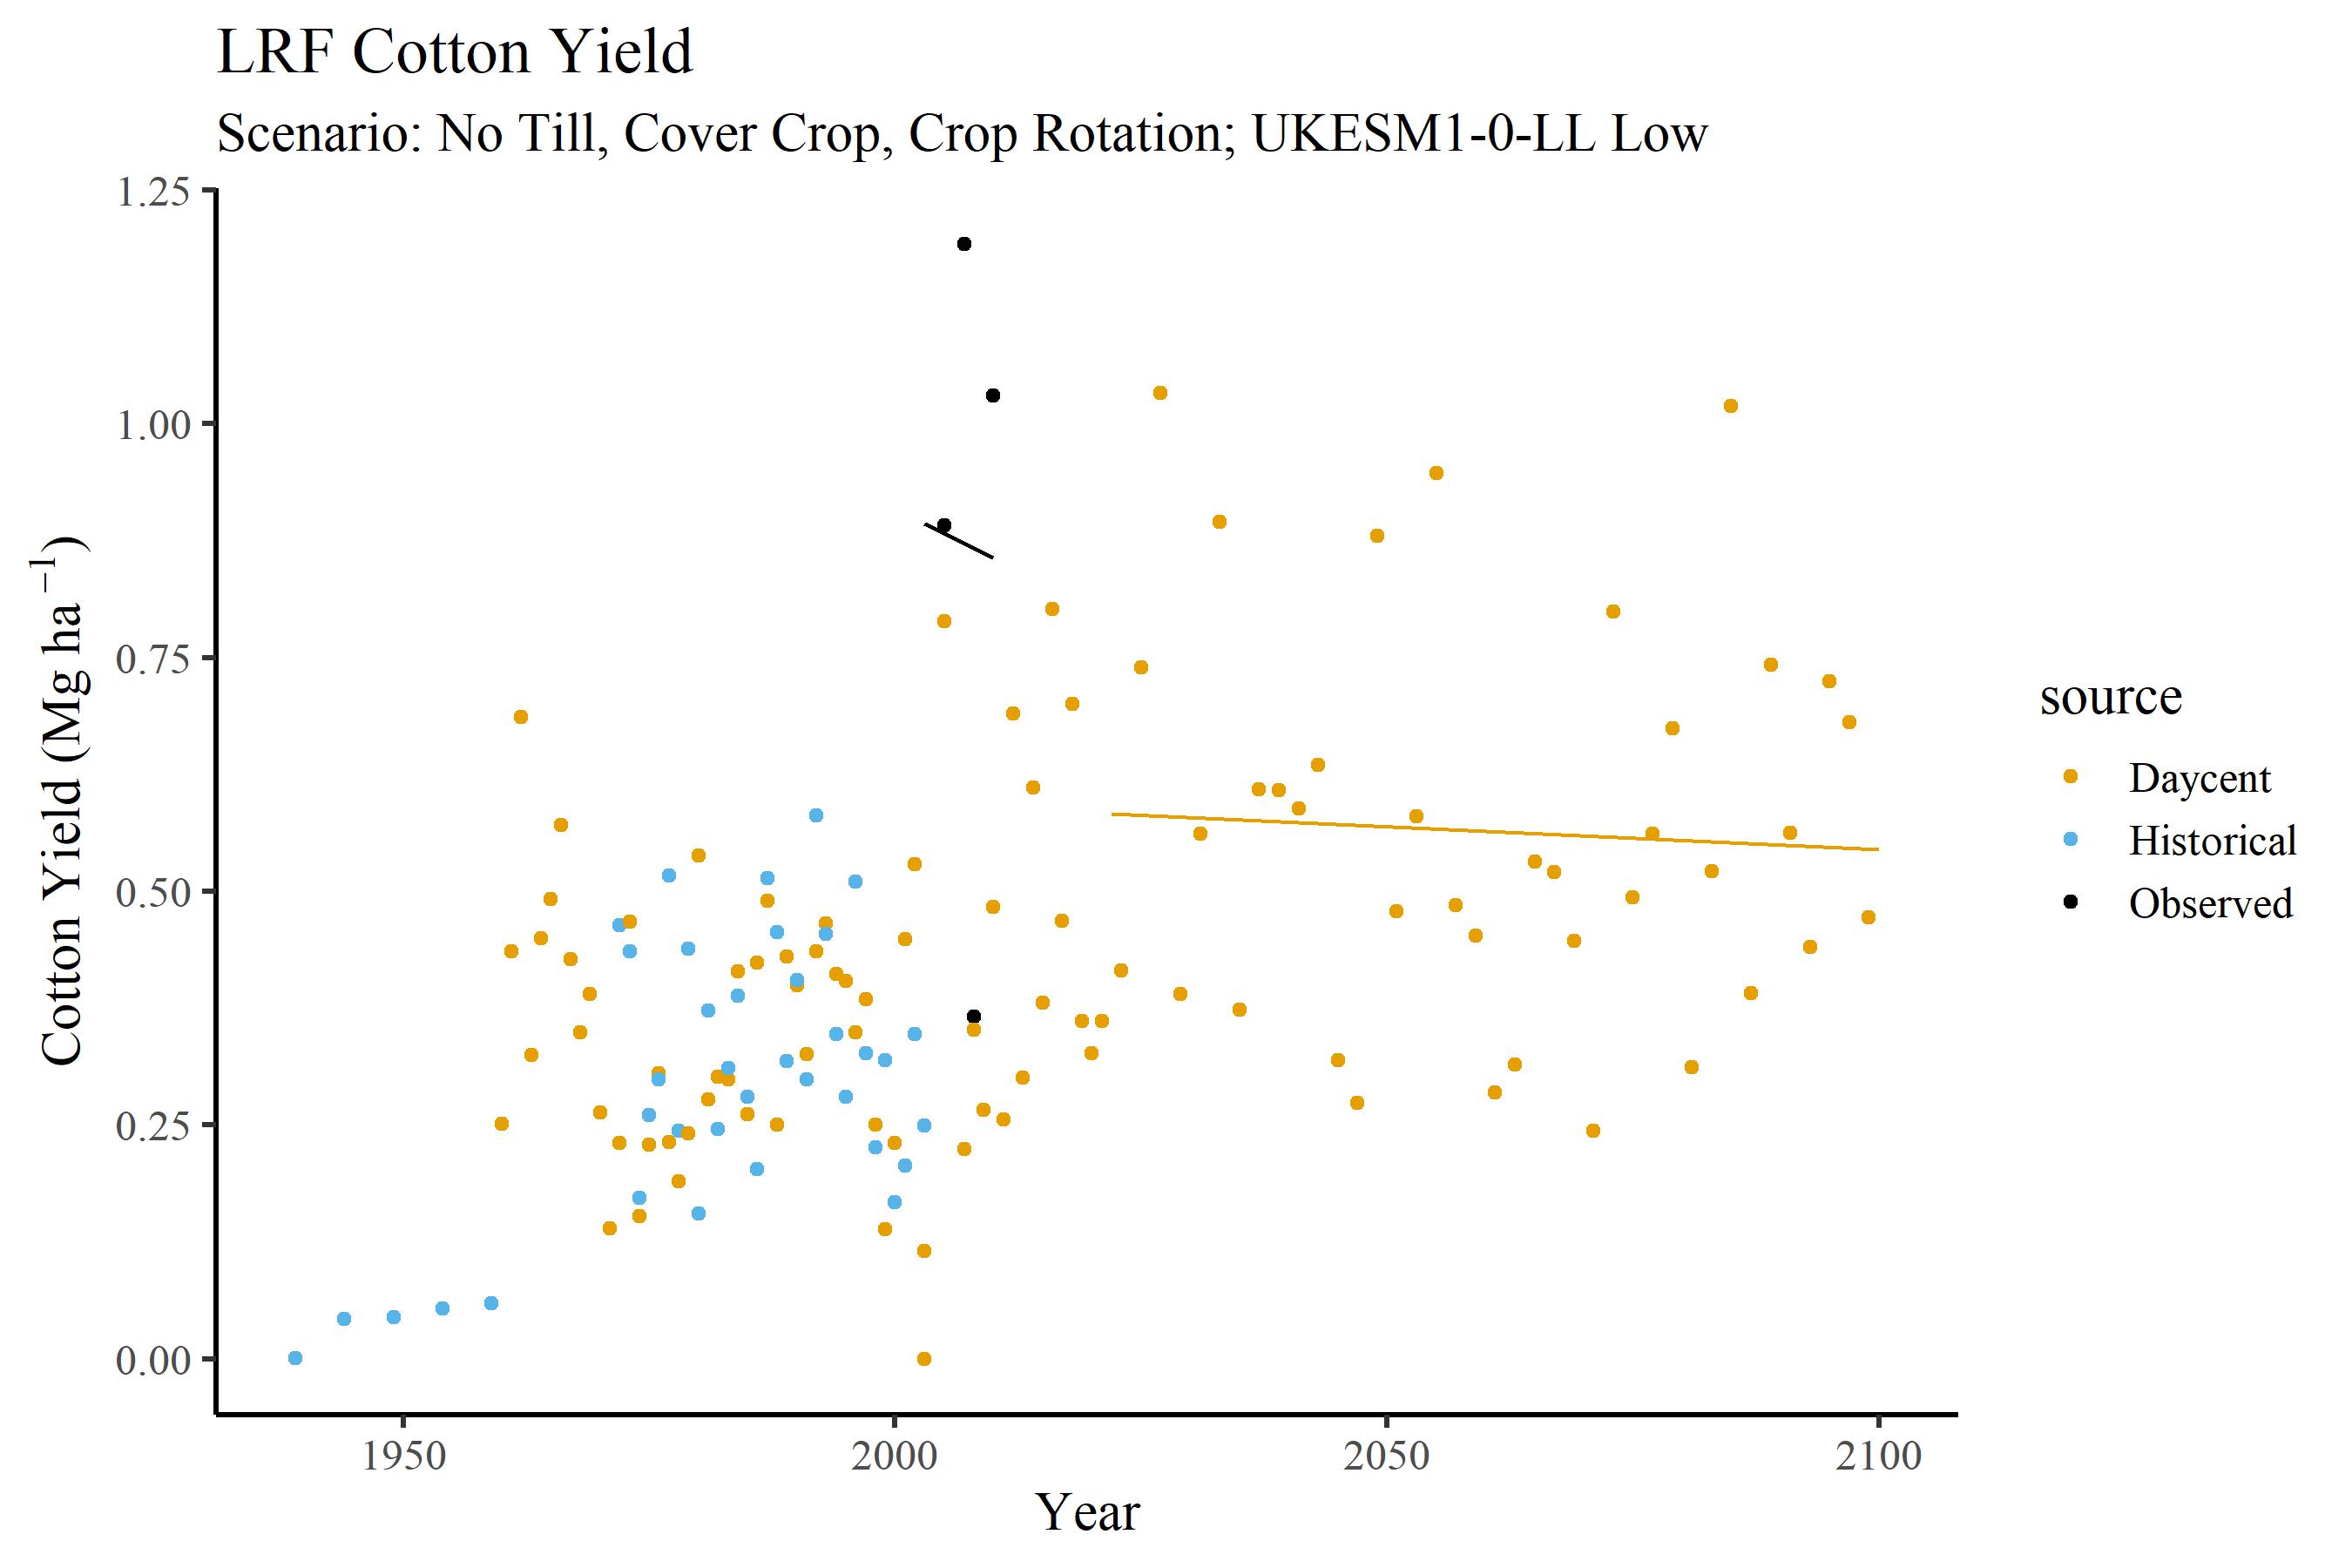 LRF Cotton Yield
Scenario: No Till, Cover Crop, Crop Rotation; UKESM1-0-LL Low
Cotton Yield (Mg ha⁻¹)
1.25
1.00
0.75
0.50
0.25
0.00
1950
2000
2050
2100
Year
source
Daycent
Historical
Observed